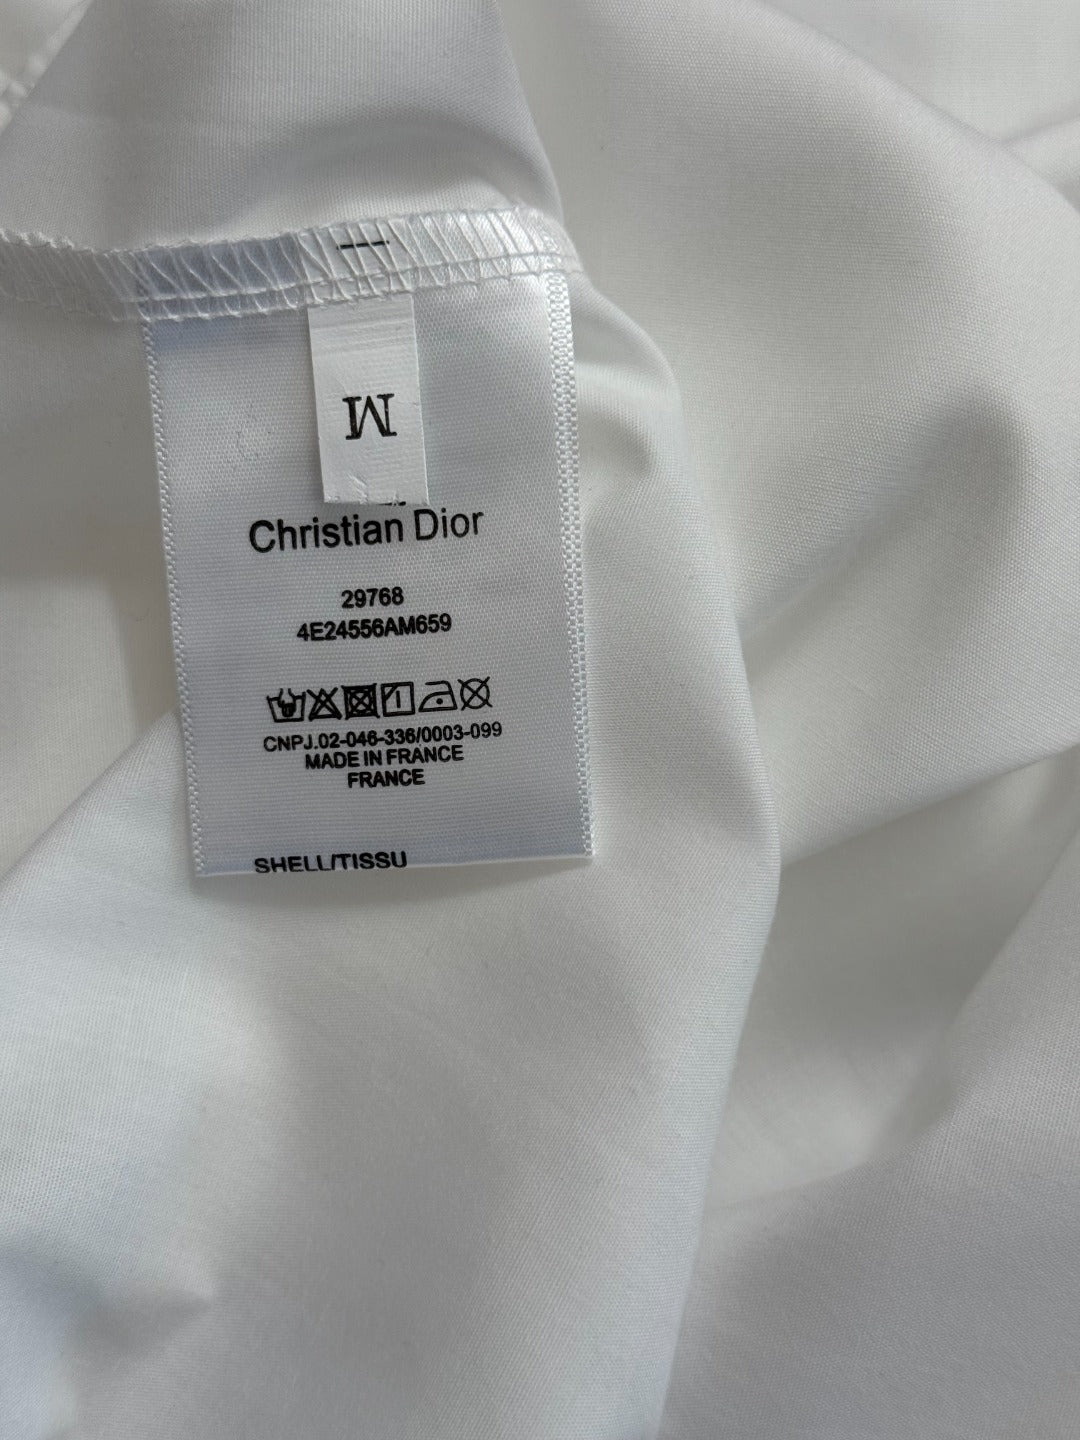 M
Christian Dior
29768
4E24556AM659
CNPJ.02-046-336/0003-099
MADE IN FRANCE
FRANCE
SHELL/TISSU